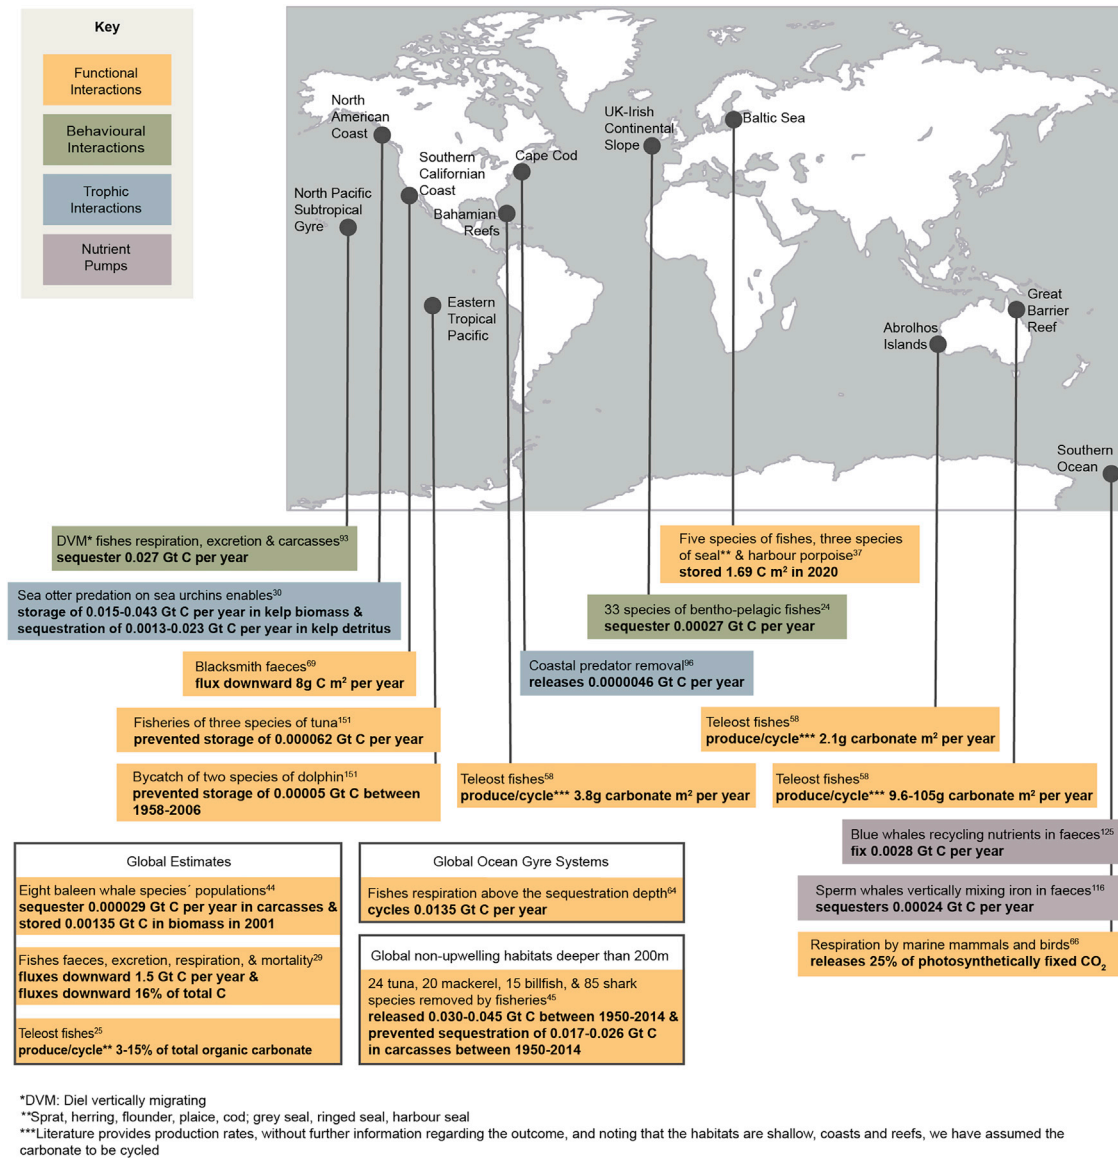 Key
Functional
Interactions
Behavioural
Interactions
Trophic
Interactions
Nutrient
Pumps
North
American
Coast
Southern
Californian
Coast
Cape Cod
UK-Irish
Continental
Slope
Baltic Sea
North Pacific
Subtropical
Gyre
Bahamian
Reefs
Eastern
Tropical
Pacific
Great
Barrier
Reef
Abrolhos
Islands
Southern
Ocean
DVM* fishes respiration, excretion & carcasses⁹³
sequester 0.027 Gt C per year
Sea otter predation on sea urchins enables³⁰
storage of 0.015-0.043 Gt C per year in kelp biomass &
sequestration of 0.0013-0.023 Gt C per year in kelp detritus
Blacksmith faeces⁶⁹
flux downward 8g C m² per year
Fisheries of three species of tuna¹⁵¹
prevented storage of 0.000062 Gt C per year
Bycatch of two species of dolphin¹⁵¹
prevented storage of 0.00005 Gt C between
1958-2006
Five species of fishes, three species
of seal** & harbour porpoise³⁷
stored 1.69 C m² in 2020
33 species of bentho-pelagic fishes²⁴
sequester 0.00027 Gt C per year
Coastal predator removal⁹⁶
releases 0.0000046 Gt C per year
Teleost fishes⁵⁸
produce/cycle*** 2.1g carbonate m² per year
Teleost fishes⁵⁸
produce/cycle*** 3.8g carbonate m² per year
Teleost fishes⁵⁸
produce/cycle*** 9.6-105g carbonate m² per year
Blue whales recycling nutrients in faeces¹²⁵
fix 0.0028 Gt C per year
Sperm whales vertically mixing iron in faeces¹¹⁶
sequesters 0.00024 Gt C per year
Respiration by marine mammals and birds⁶⁶
releases 25% of photosynthetically fixed CO₂
Global Estimates
Eight baleen whale species´ populations⁴⁴
sequester 0.000029 Gt C per year in carcasses &
stored 0.00135 Gt C in biomass in 2001
Fishes faeces, excretion, respiration, & mortality²⁹
fluxes downward 1.5 Gt C per year &
fluxes downward 16% of total C
Teleost fishes²⁵
produce/cycle** 3-15% of total organic carbonate
Global Ocean Gyre Systems
Fishes respiration above the sequestration depth⁶⁴
cycles 0.0135 Gt C per year
Global non-upwelling habitats deeper than 200m
24 tuna, 20 mackerel, 15 billfish, & 85 shark
species removed by fisheries⁴⁵
released 0.030-0.045 Gt C between 1950-2014 &
prevented sequestration of 0.017-0.026 Gt C
in carcasses between 1950-2014
*DVM: Diel vertically migrating
**Sprat, herring, flounder, plaice, cod; grey seal, ringed seal, harbour seal
***Literature provides production rates, without further information regarding the outcome, and noting that the habitats are shallow, coasts and reefs, we have assumed the
carbonate to be cycled